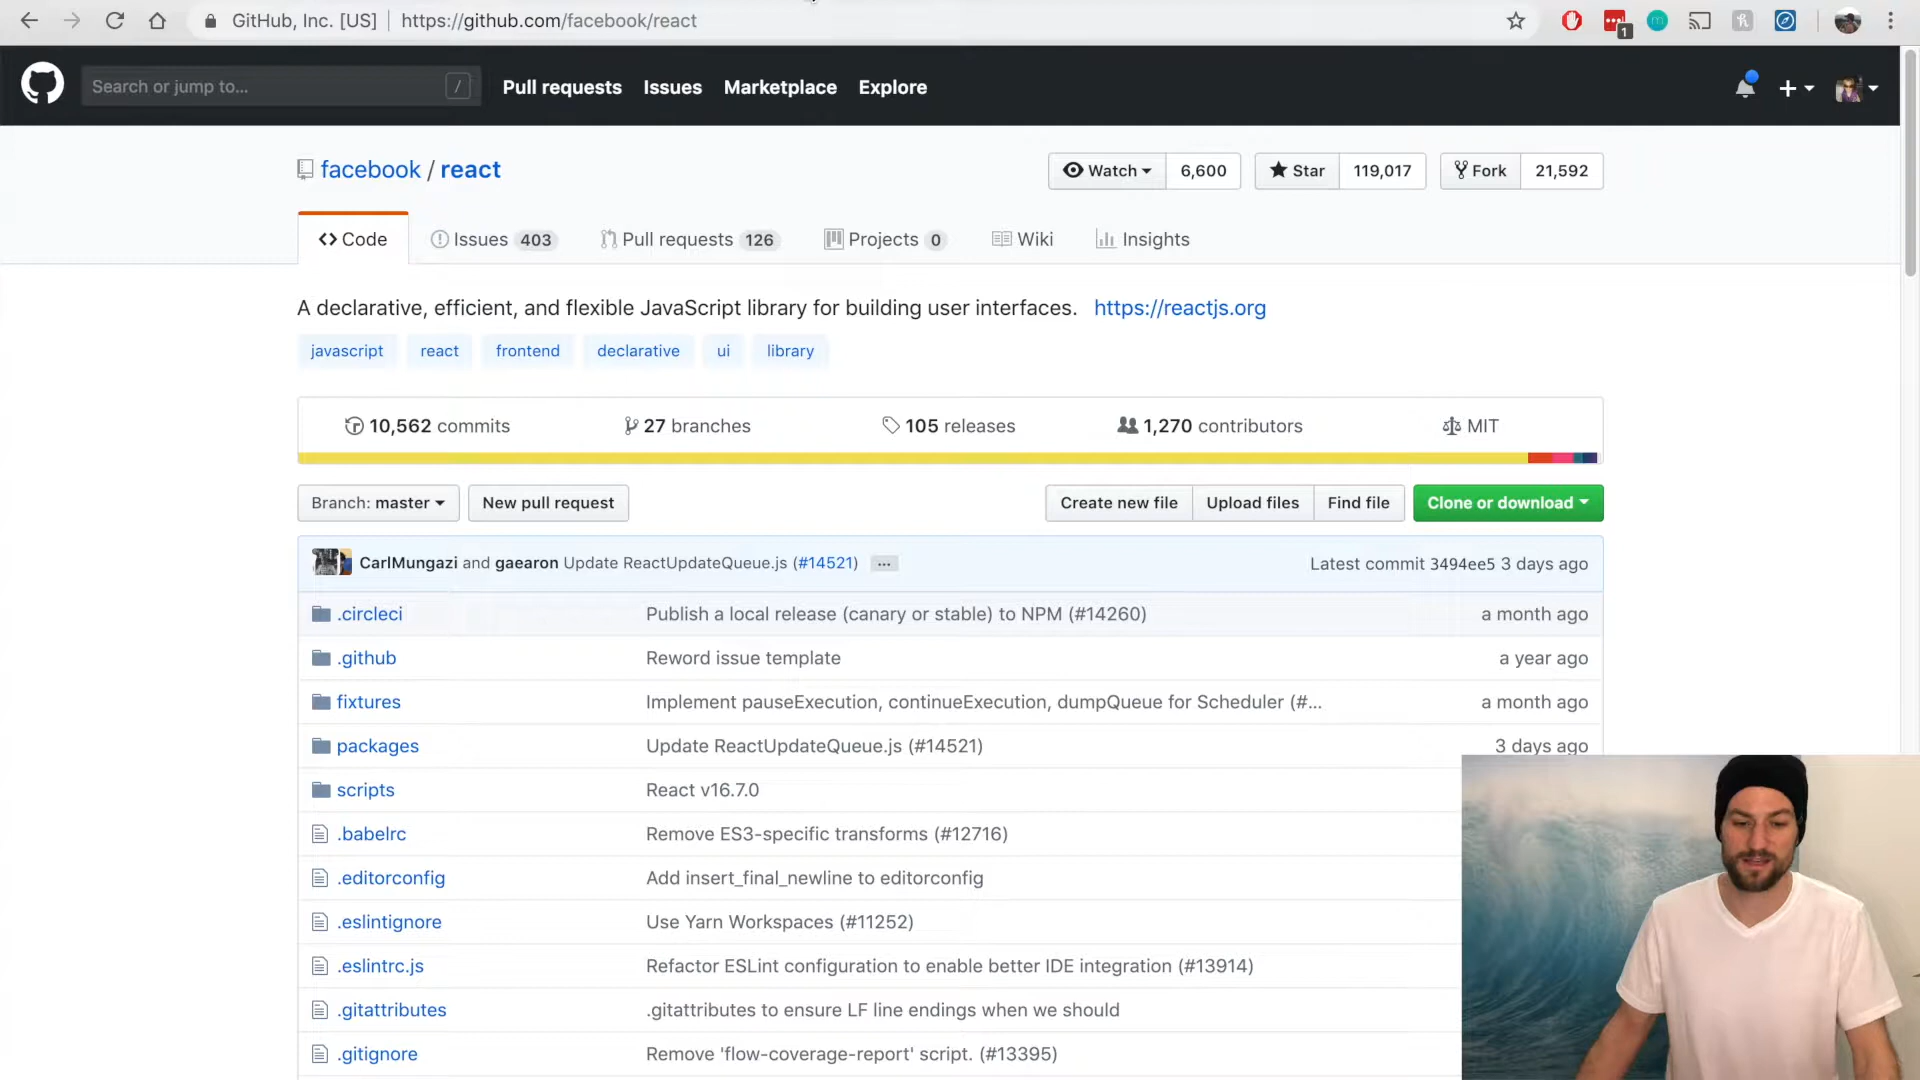 GitHub, Inc. [US] | https://github.com/facebook/react
1
Search or jump to... /
Pull requests Issues Marketplace Explore
facebook / react
Watch 6,600 Star 119,017 Fork 21,592
Code Issues 403 Pull requests 126 Projects 0 Wiki Insights
A declarative, efficient, and flexible JavaScript library for building user interfaces. https://reactjs.org
javascript react frontend declarative ui library
10,562 commits 27 branches 105 releases 1,270 contributors MIT
Branch: master New pull request Create new file Upload files Find file Clone or download
CarlMungazi and gaearon Update ReactUpdateQueue.js (#14521) ... Latest commit 3494ee5 3 days ago
.circleci Publish a local release (canary or stable) to NPM (#14260) a month ago
.github Reword issue template a year ago
fixtures Implement pauseExecution, continueExecution, dumpQueue for Scheduler (#... a month ago
packages Update ReactUpdateQueue.js (#14521) 3 days ago
scripts React v16.7.0
.babelrc Remove ES3-specific transforms (#12716)
.editorconfig Add insert_final_newline to editorconfig
.eslintignore Use Yarn Workspaces (#11252)
.eslintrc.js Refactor ESLint configuration to enable better IDE integration (#13914)
.gitattributes .gitattributes to ensure LF line endings when we should
.gitignore Remove 'flow-coverage-report' script. (#13395)